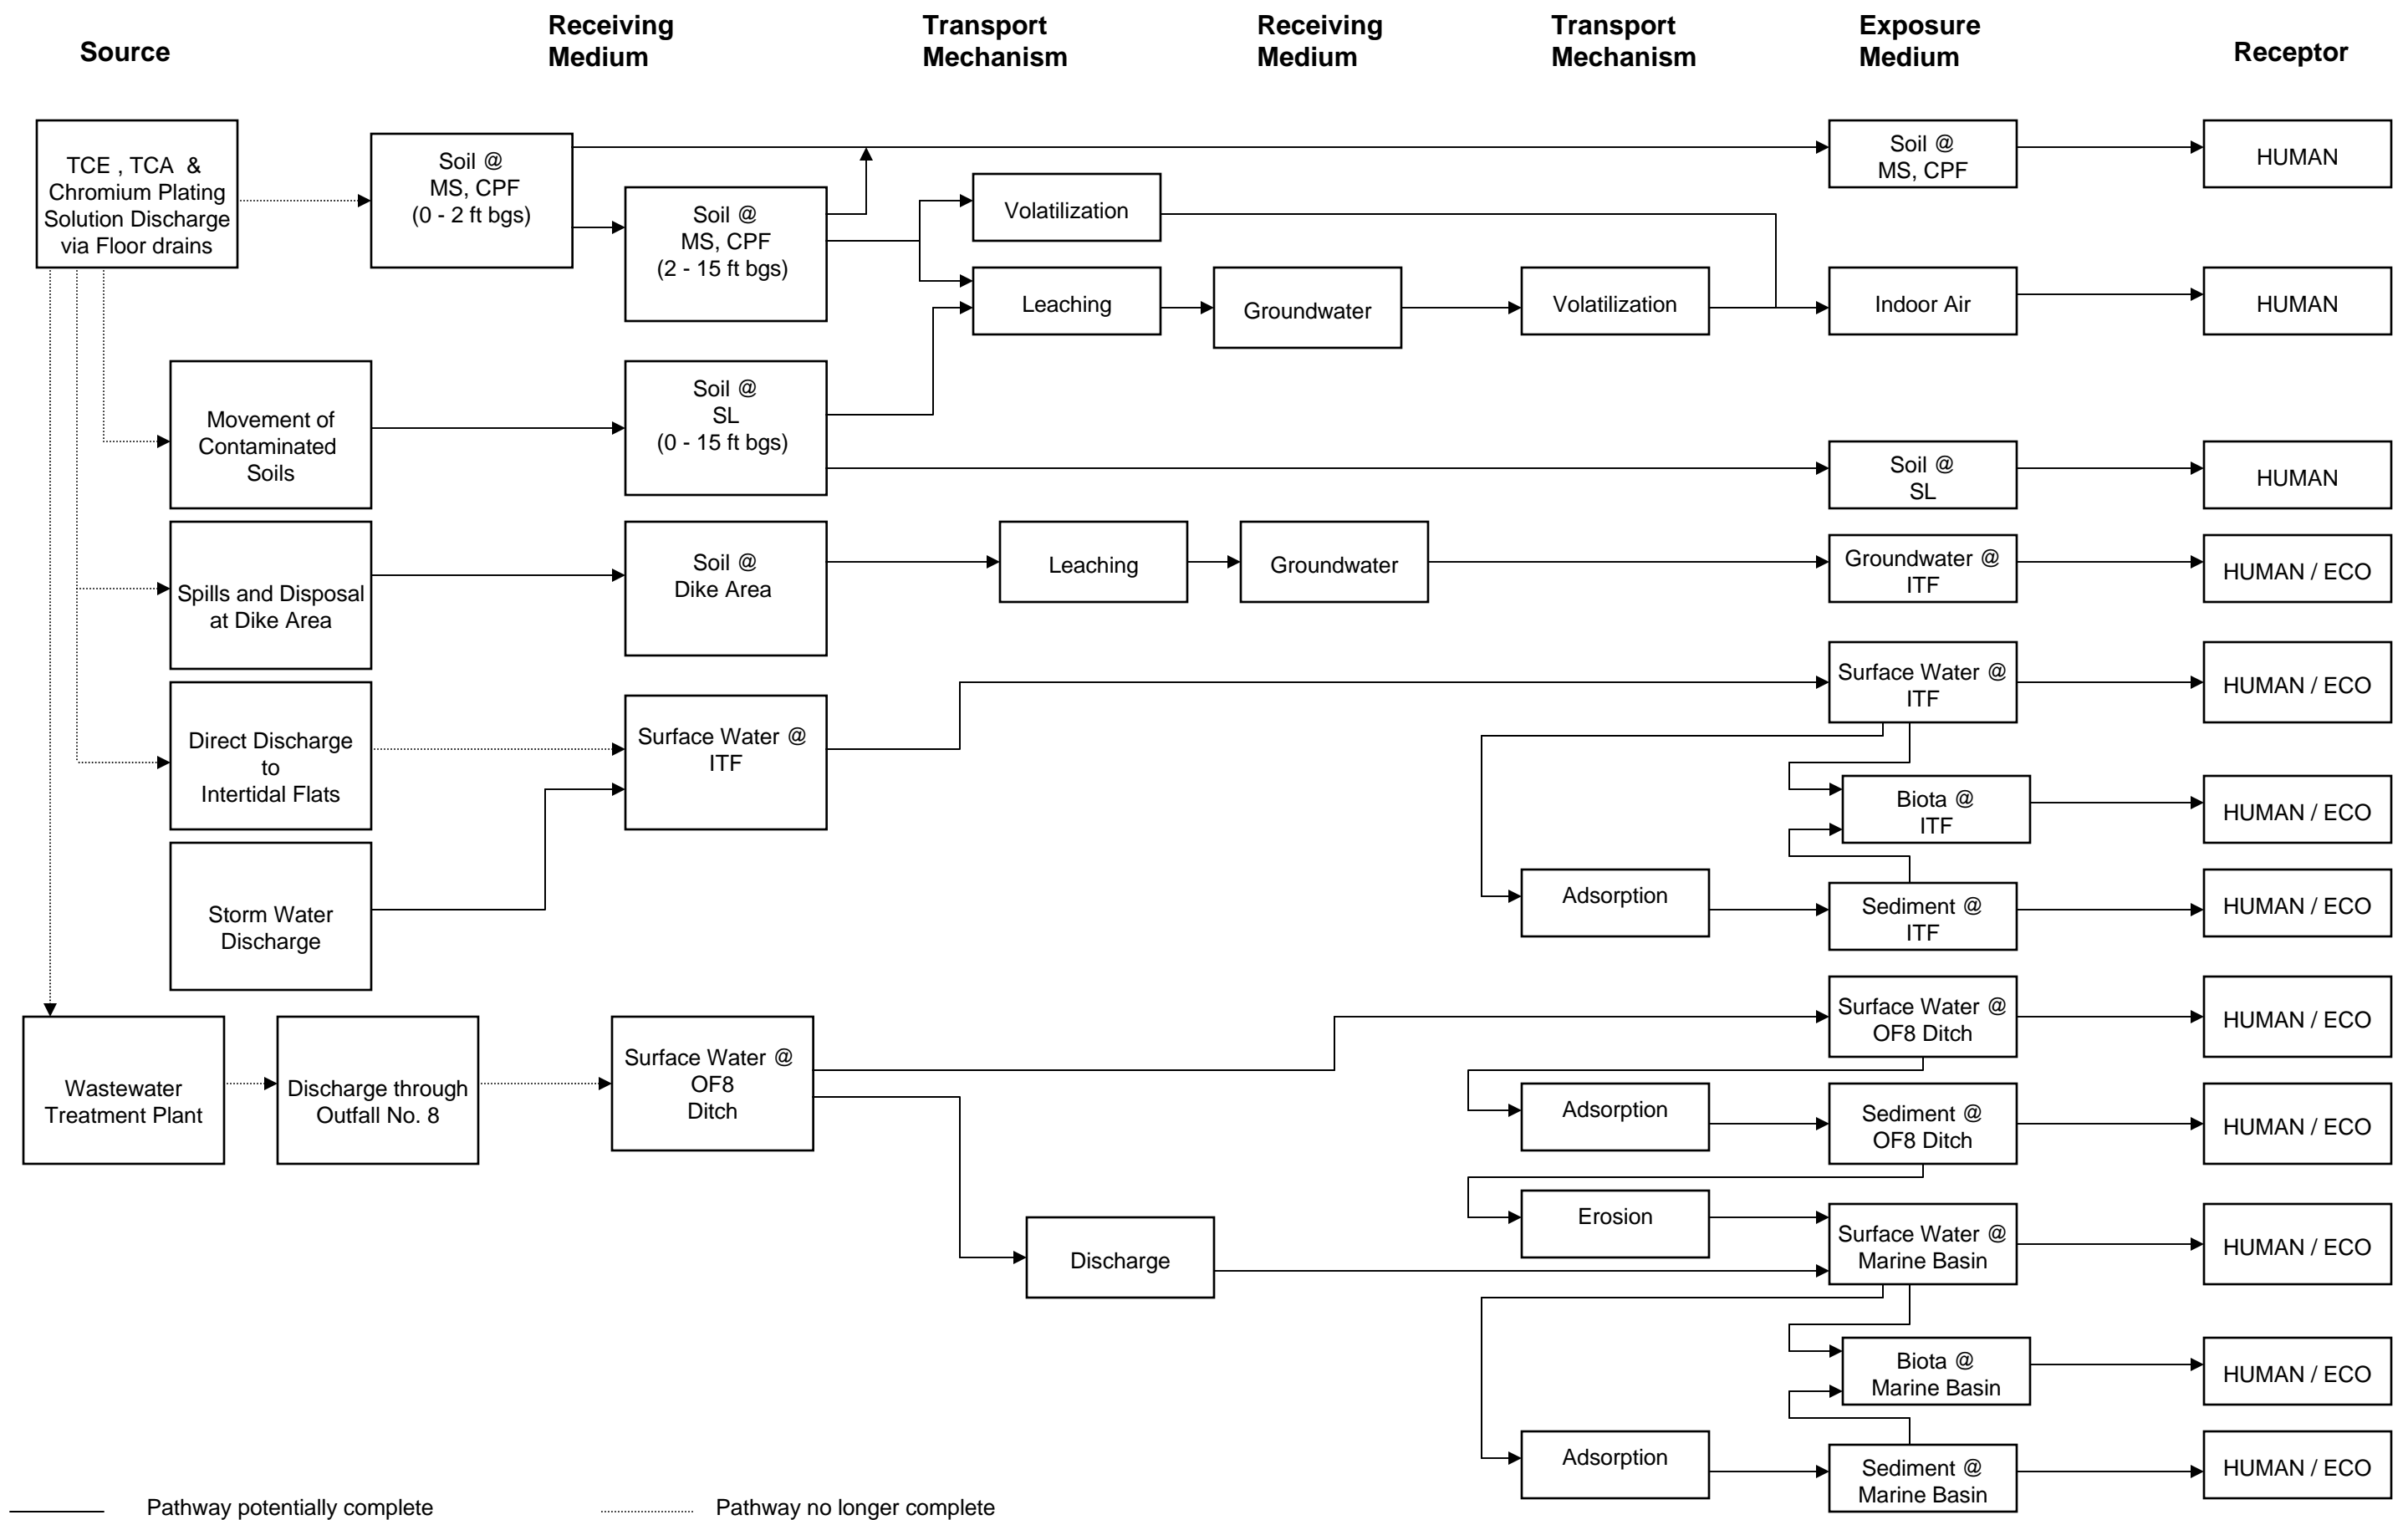 Source
Receiving
Medium
Transport
Mechanism
Receiving
Medium
Transport
Mechanism
Exposure
Medium
Receptor
TCE , TCA &
Chromium Plating
Solution Discharge
via Floor drains
Soil @
MS, CPF
(0 - 2 ft bgs)
Soil @
MS, CPF
(2 - 15 ft bgs)
Volatilization
Soil @
MS, CPF
HUMAN
Leaching
Groundwater
Volatilization
Indoor Air
HUMAN
Movement of
Contaminated
Soils
Soil @
SL
(0 - 15 ft bgs)
Soil @
SL
HUMAN
Spills and Disposal
at Dike Area
Soil @
Dike Area
Leaching
Groundwater
Groundwater @
ITF
HUMAN / ECO
Direct Discharge
to
Intertidal Flats
Surface Water @
ITF
Surface Water @
ITF
HUMAN / ECO
Biota @
ITF
HUMAN / ECO
Storm Water
Discharge
Adsorption
Sediment @
ITF
HUMAN / ECO
Wastewater
Treatment Plant
Discharge through
Outfall No. 8
Surface Water @
OF8
Ditch
Surface Water @
OF8 Ditch
HUMAN / ECO
Adsorption
Sediment @
OF8 Ditch
HUMAN / ECO
Erosion
Discharge
Surface Water @
Marine Basin
HUMAN / ECO
Biota @
Marine Basin
HUMAN / ECO
Adsorption
Sediment @
Marine Basin
HUMAN / ECO
Pathway potentially complete
Pathway no longer complete